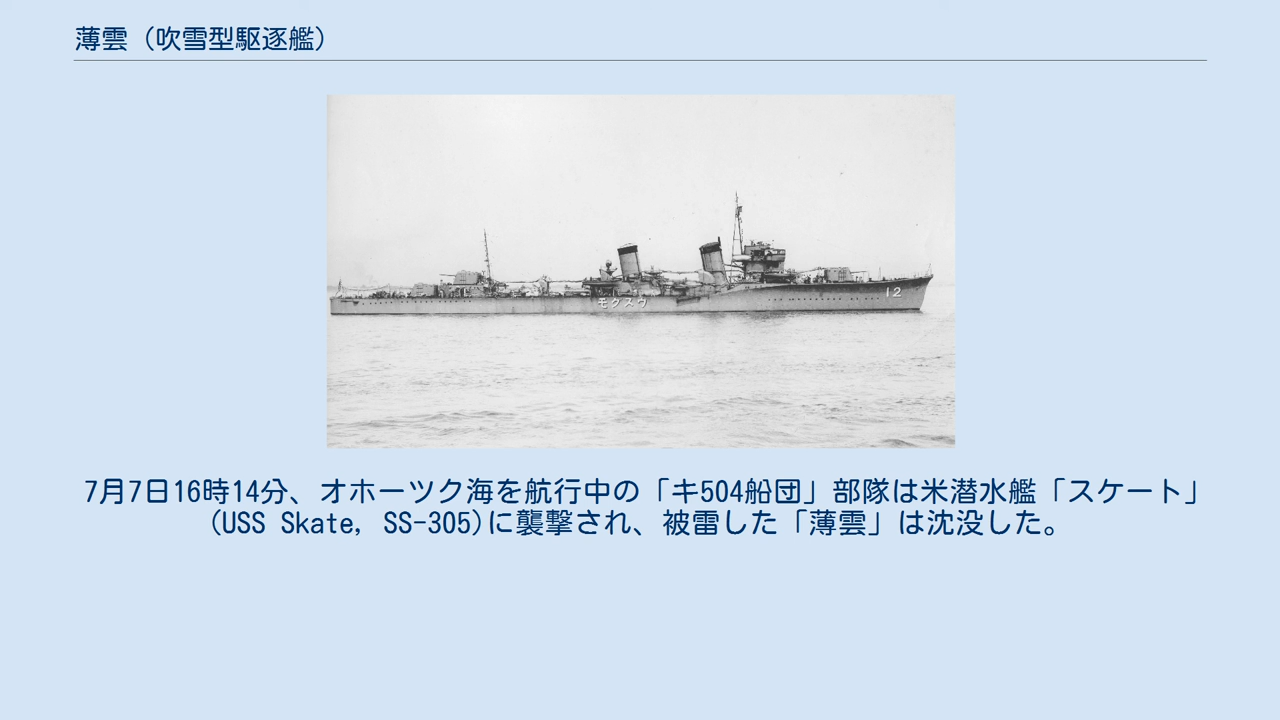 薄雲（吹雪型駆逐艦）
モクスウ
12
7月7日16時14分、オホーツク海を航行中の「キ504船団」部隊は米潜水艦「スケート」
(USS Skate, SS-305)に襲撃され、被雷した「薄雲」は沈没した。